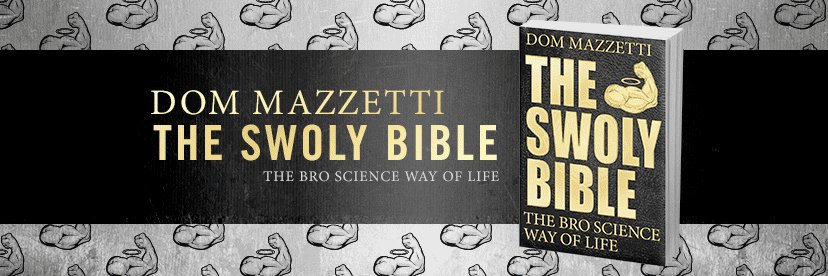 DOM MAZZETTI
THE SWOLY BIBLE
THE BRO SCIENCE WAY OF LIFE
DOM MAZZETTI
THE
SWOLY
BIBLE
THE BRO SCIENCE
WAY OF LIFE